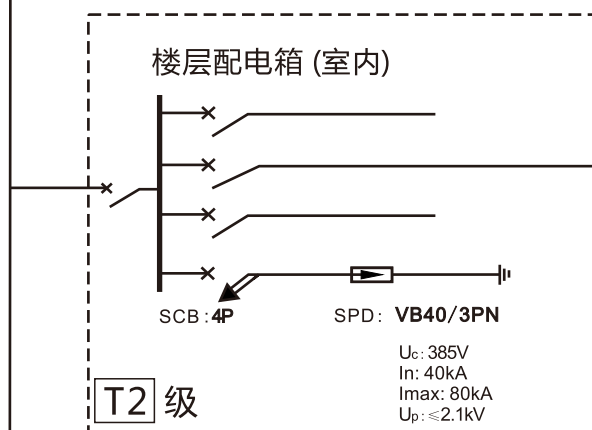 楼层配电箱 (室内)
SCB : 4P
SPD: VB40/3PN
Uc: 385V
In: 40kA
Imax: 80kA
Up: ≤2.1kV
T2 级